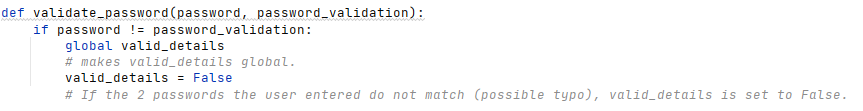 def validate_password(password, password_validation):
    if password != password_validation:
        global valid_details
        # makes valid_details global.
        valid_details = False
        # If the 2 passwords the user entered do not match (possible typo), valid_details is set to False.